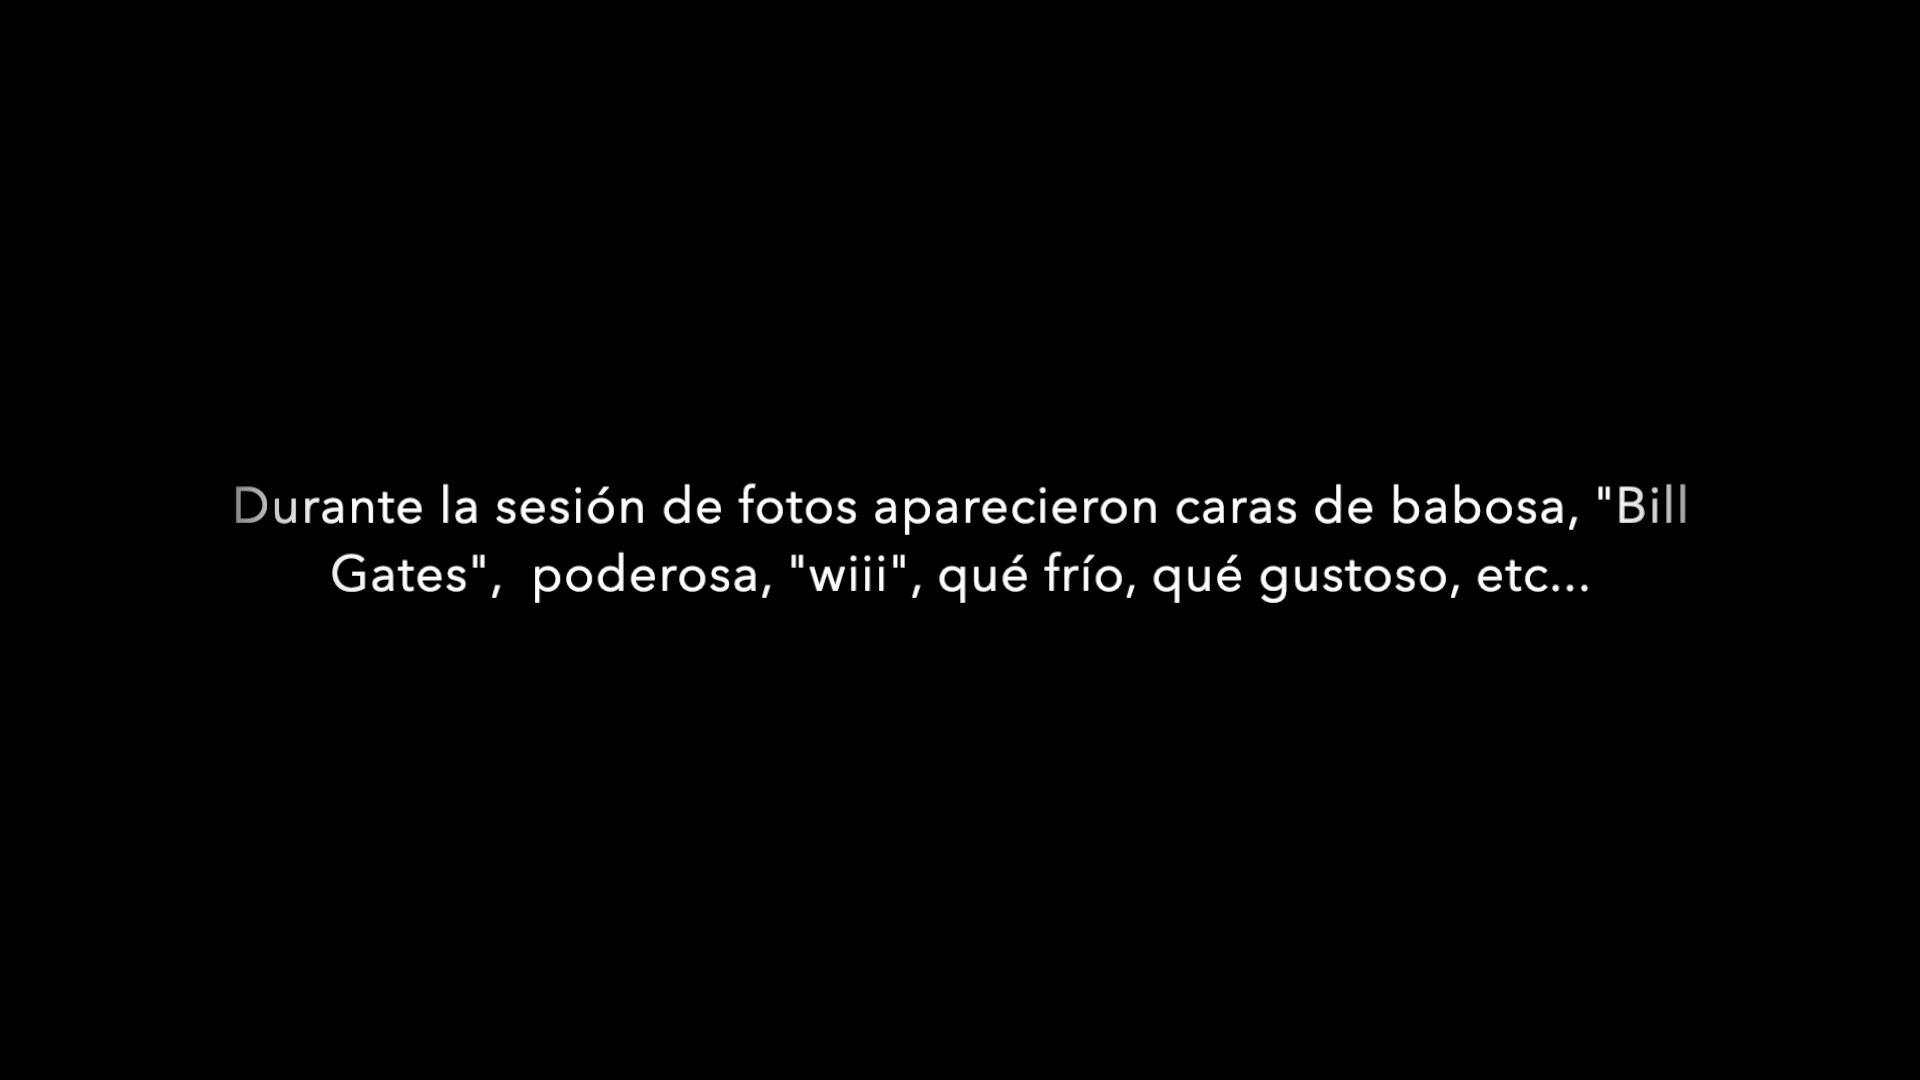 Durante la sesión de fotos aparecieron caras de babosa, "Bill
Gates",  poderosa, "wiii", qué frío, qué gustoso, etc...